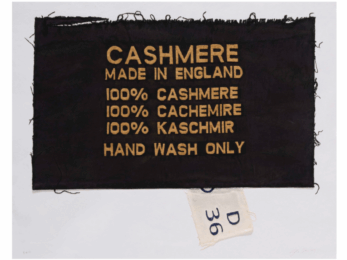 CASHMERE
MADE IN ENGLAND
100% CASHMERE
100% CACHEMIRE
100% KASCHMIR
HAND WASH ONLY
D
36